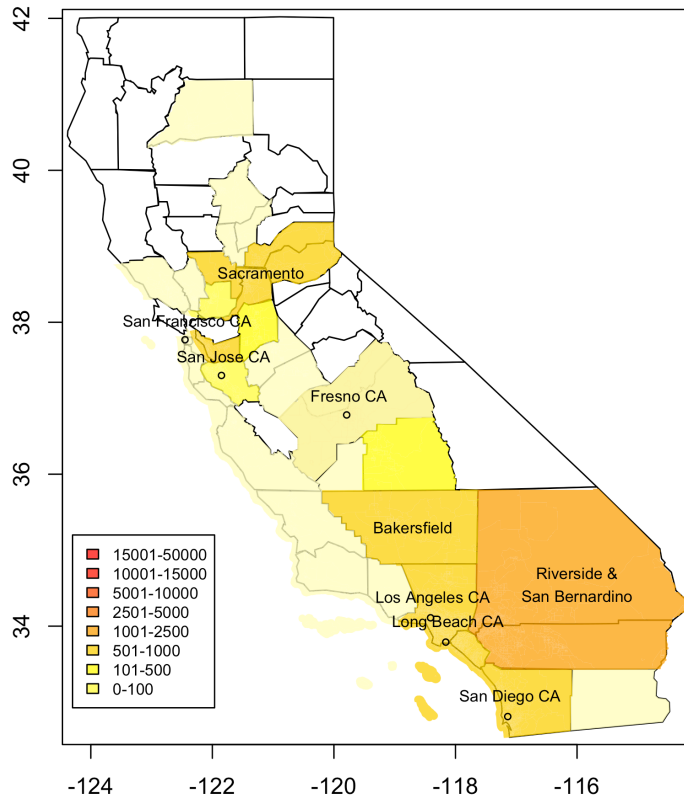 42
40
38
36
34
Sacramento
San Francisco CA
San Jose CA
Fresno CA
Bakersfield
Riverside &
San Bernardino
Los Angeles CA
Long Beach CA
San Diego CA
15001-50000
10001-15000
5001-10000
2501-5000
1001-2500
501-1000
101-500
0-100
-124 -122 -120 -118 -116